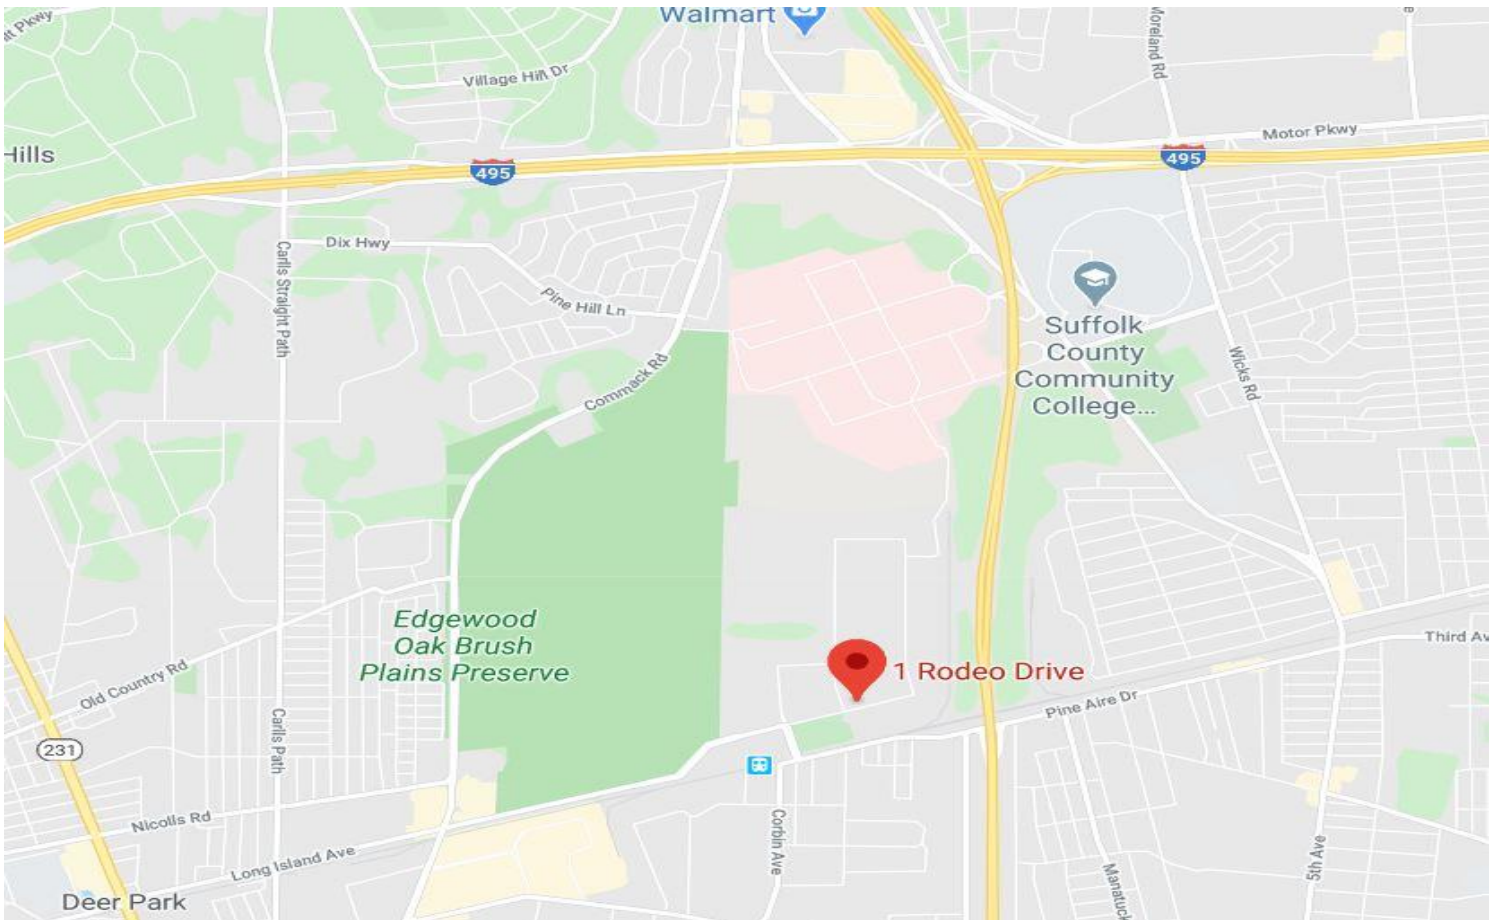 Walmart
tt Pkwy
Moreland Rd
e
Village Hill Dr
Motor Pkwy
Hills
495
495
Dix Hwy
Carlls Straight Path
Pine Hill Ln
Suffolk
County
Community
College...
Wicks Rd
Commack Rd
Edgewood
Oak Brush
Plains Preserve
Third Av
1 Rodeo Drive
Old Country Rd
Pine Aire Dr
Carlls Path
231
Nicolls Rd
Corbin Ave
5th Ave
Long Island Ave
Manatuck
Deer Park